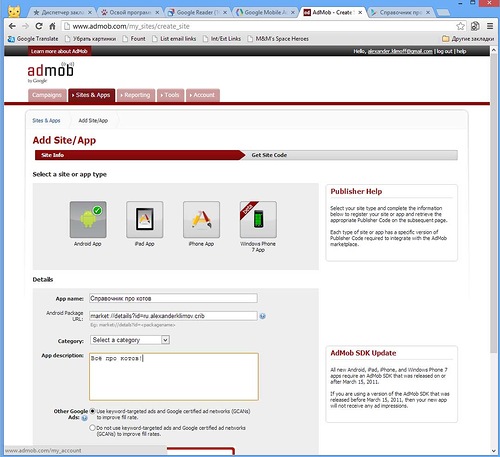 Диспетчер закл
Освой програм
Google Reader (1
Google Mobile A
AdMob - Create
Справочник пр
www.admob.com/my_sites/create_site
Google Translate
Убрать картинки
Fount
List email links
Int/Ext Links
M&M's Space Heroes
Другие закладки
Learn more about AdMob
Hello, alexander.klimoff@gmail.com | log out | help
admob
by Google
Campaigns
Sites & Apps
Reporting
Tools
Account
Sites & Apps
Add Site/App
Add Site/App
Site Info
Get Site Code
Select a site or app type
Android App
iPad App
iPhone App
Windows Phone
7 App
Publisher Help
Select your site type and complete the information
below to register your site or app and retrieve the
appropriate Publisher Code on the subsequent page.
Each type of site or app has a specific version of
Publisher Code required to integrate with the AdMob
marketplace.
Details
App name:
Справочник про котов
Android Package
URL:
market://details?id=ru.alexanderklimov.crib
Eg: market://details?id=<packagename>
Category:
Select a category
App description:
Всё про котов!
Other Google
Ads:
Use keyword-targeted ads and Google certified ad networks (GCANs)
to improve fill rate.
Do not use keyword-targeted ads and Google certified ad networks
(GCANs) to improve fill rates.
AdMob SDK Update
All new Android, iPad, iPhone, and Windows Phone 7
apps require an AdMob SDK that was released on or
after March 15, 2011.
If you are using a version of the AdMob SDK that was
released before March 15, 2011, then your new app
will not receive any ad impressions.
www.admob.com/my_account